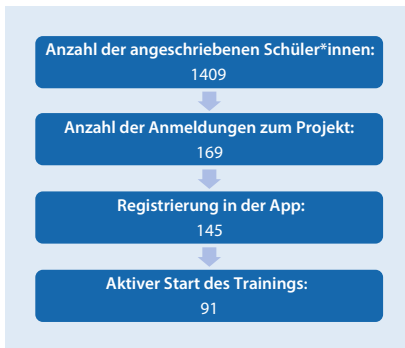 Anzahl der angeschriebenen Schüler*innen:
1409
Anzahl der Anmeldungen zum Projekt:
169
Registrierung in der App:
145
Aktiver Start des Trainings:
91